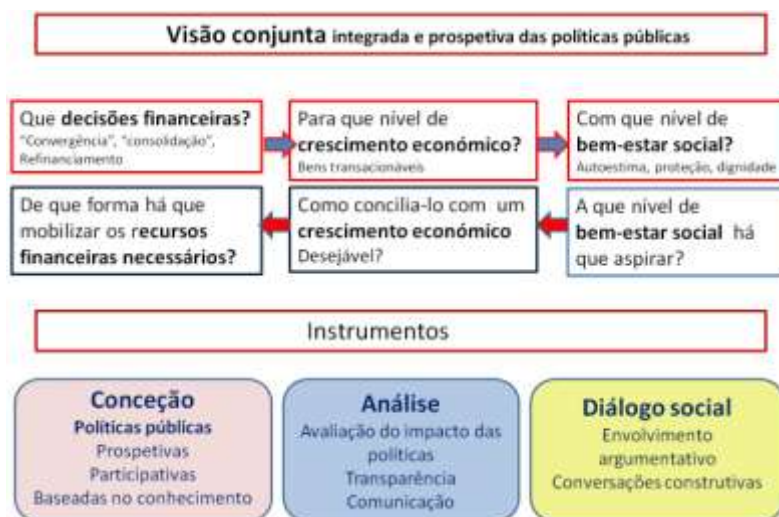 Visão conjunta integrada e prospetiva das políticas públicas
Que decisões financeiras?
"Convergência", "consolidação",
Refinanciamento
Para que nível de
crescimento económico?
Bens transacionáveis
Com que nível de
bem-estar social?
Autoestima, proteção, dignidade
De que forma há que
mobilizar os recursos
financeiras necessários?
Como concilia-lo com um
crescimento económico
Desejável?
A que nível de
bem-estar social há
que aspirar?
Instrumentos
Conceção
Políticas públicas
Prospetivas
Participativas
Baseadas no conhecimento
Análise
Avaliação do impacto das
políticas
Transparência
Comunicação
Diálogo social
Envolvimento
argumentativo
Conversações construtivas